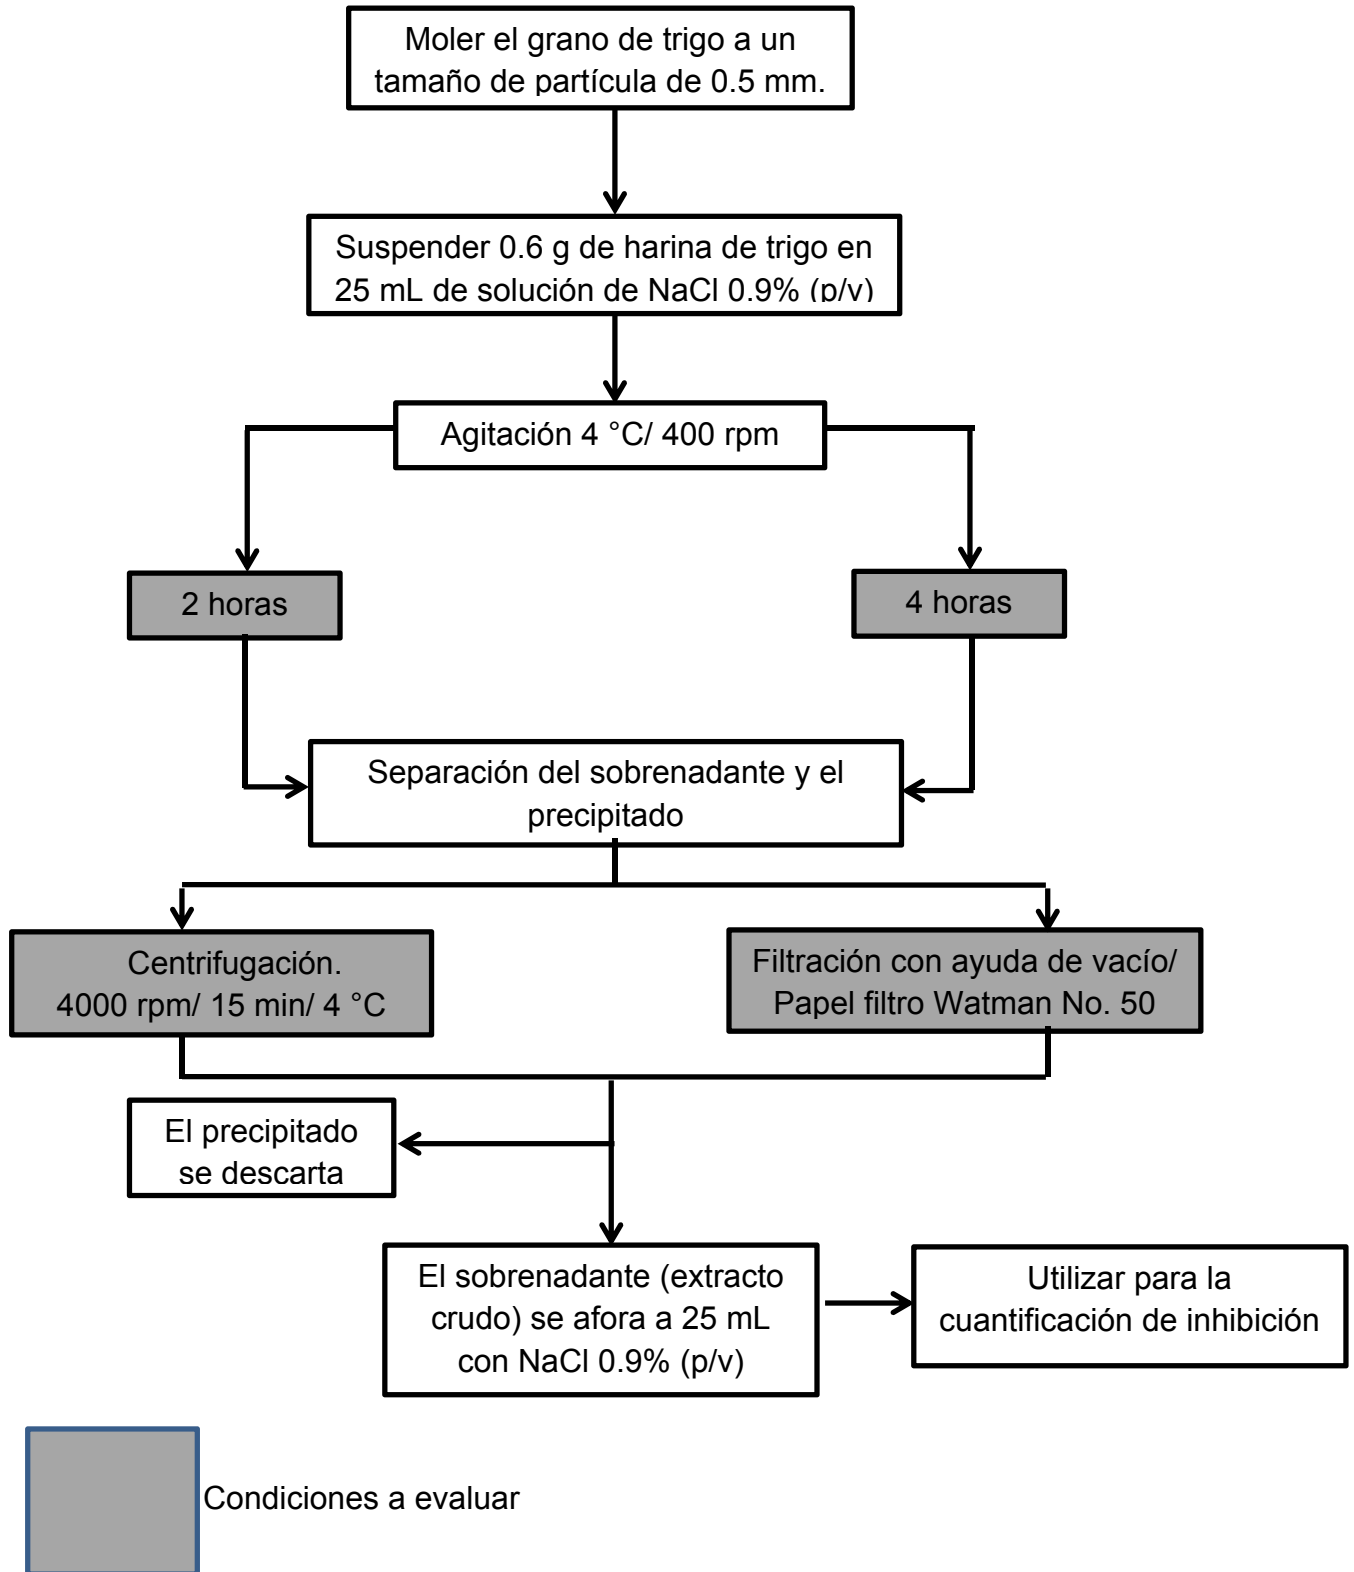 Moler el grano de trigo a un
tamaño de partícula de 0.5 mm.
Suspender 0.6 g de harina de trigo en
25 mL de solución de NaCl 0.9% (p/v)
Agitación 4 °C/ 400 rpm
2 horas
4 horas
Separación del sobrenadante y el
precipitado
Centrifugación.
4000 rpm/ 15 min/ 4 °C
Filtración con ayuda de vacío/
Papel filtro Watman No. 50
El precipitado
se descarta
El sobrenadante (extracto
crudo) se afora a 25 mL
con NaCl 0.9% (p/v)
Utilizar para la
cuantificación de inhibición
Condiciones a evaluar